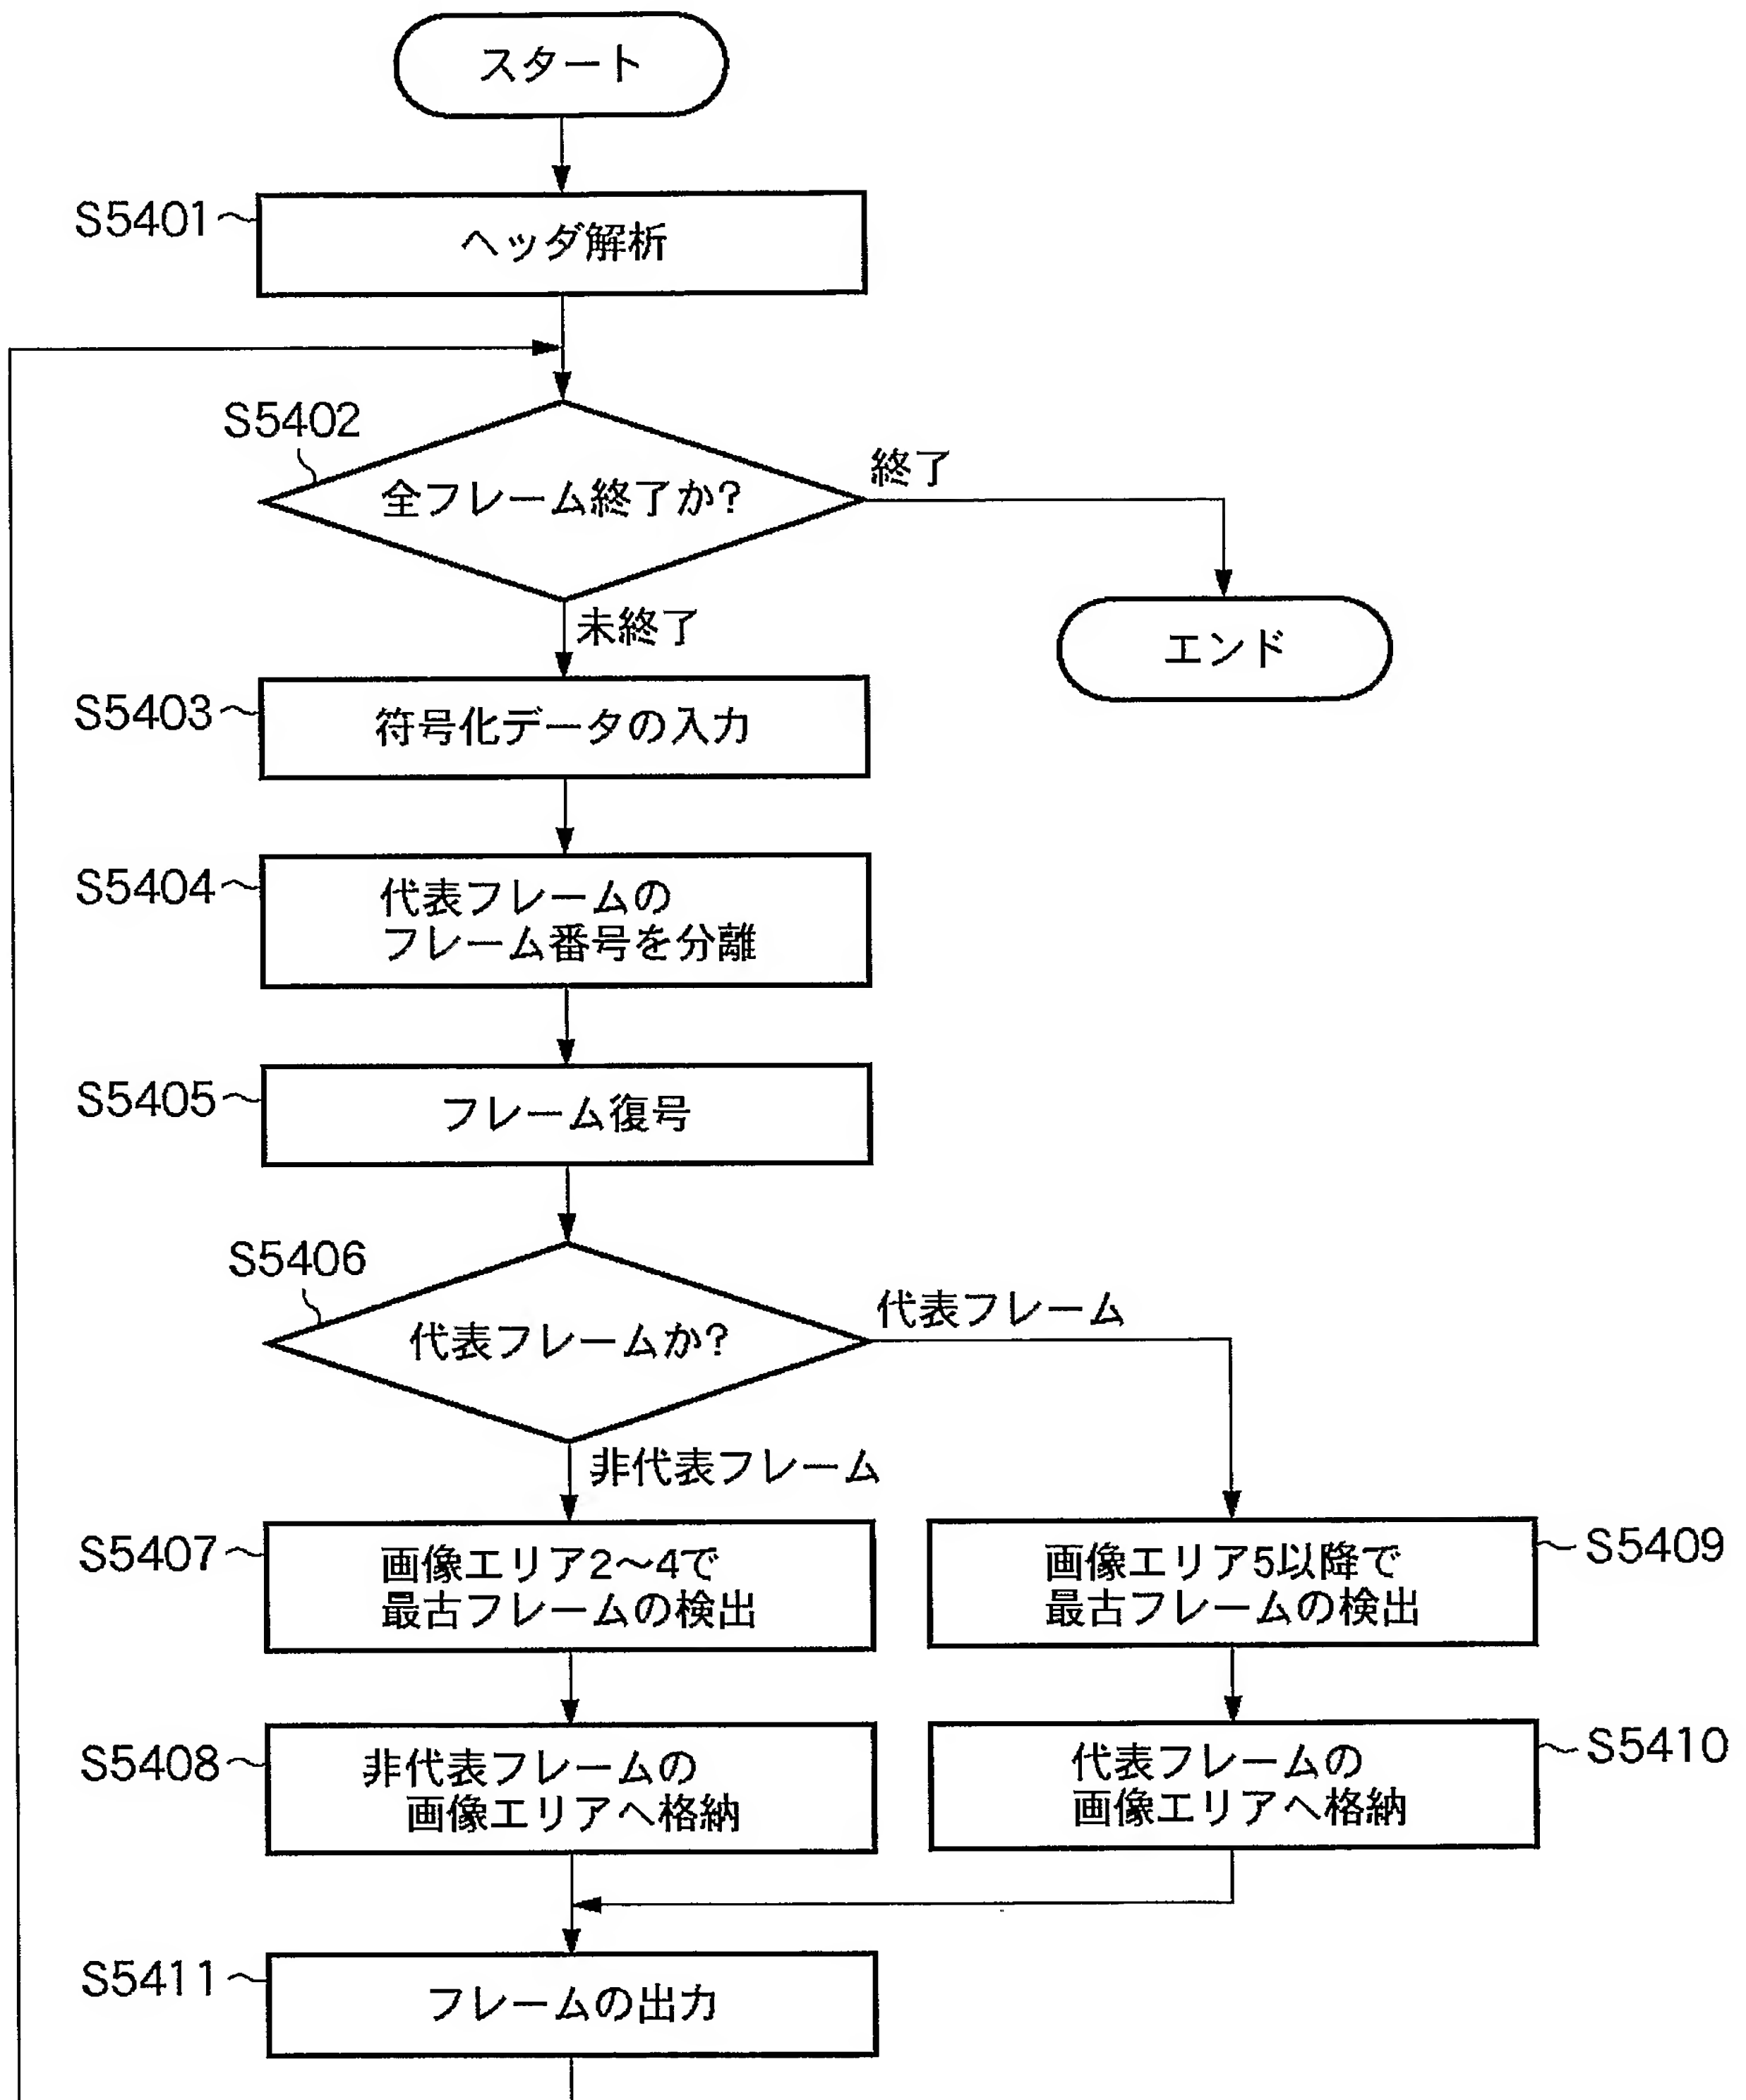 スタート
S5401
ヘッダ解析
S5402
全フレーム終了か?
終了
エンド
未終了
S5403
符号化データの入力
S5404
代表フレームの
フレーム番号を分離
S5405
フレーム復号
S5406
代表フレームか?
代表フレーム
非代表フレーム
S5407
画像エリア2〜4で
最古フレームの検出
画像エリア5以降で
最古フレームの検出
S5409
S5408
非代表フレームの
画像エリアへ格納
代表フレームの
画像エリアへ格納
S5410
S5411
フレームの出力